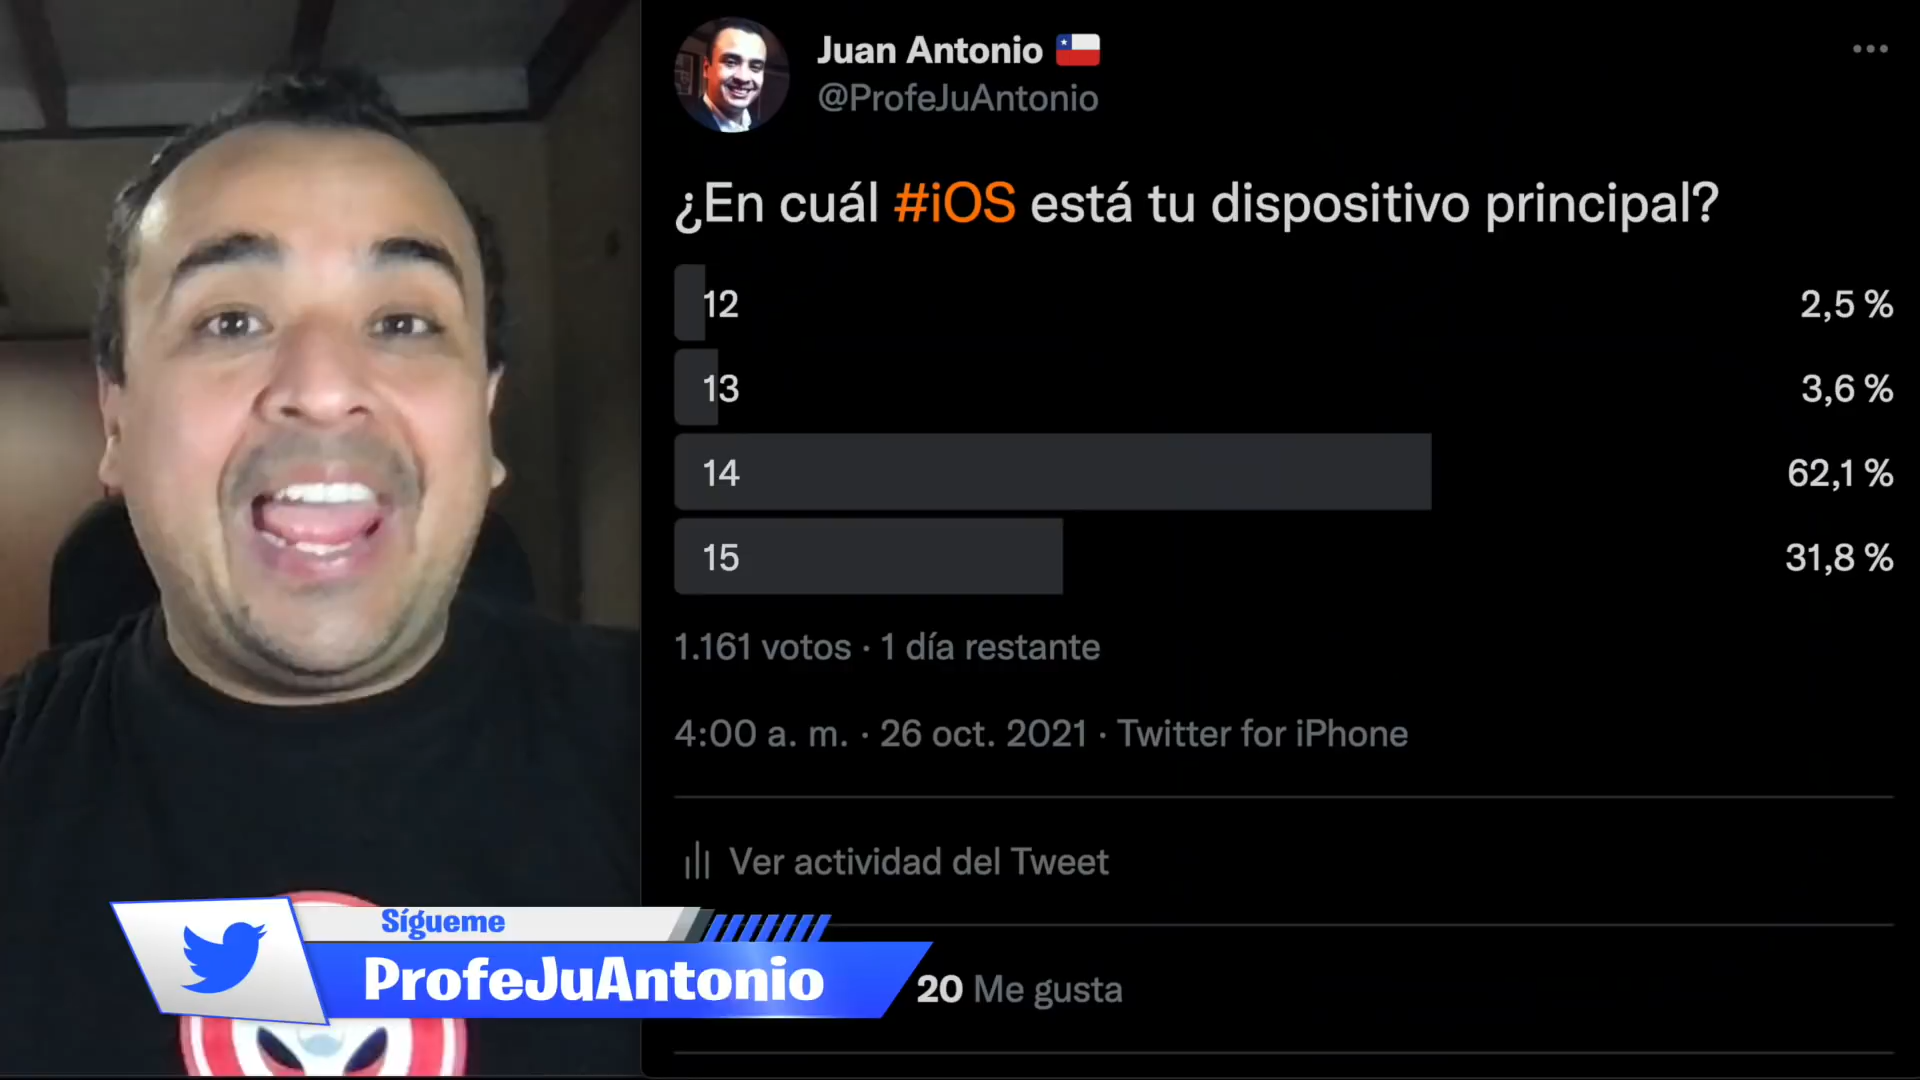 Juan Antonio 🇨🇱
@ProfeJuAntonio
¿En cuál #iOS está tu dispositivo principal?
12 2,5 %
13 3,6 %
14 62,1 %
15 31,8 %
1.161 votos · 1 día restante
4:00 a. m. · 26 oct. 2021 · Twitter for iPhone
Ver actividad del Tweet
20 Me gusta
Sígueme
ProfeJuAntonio